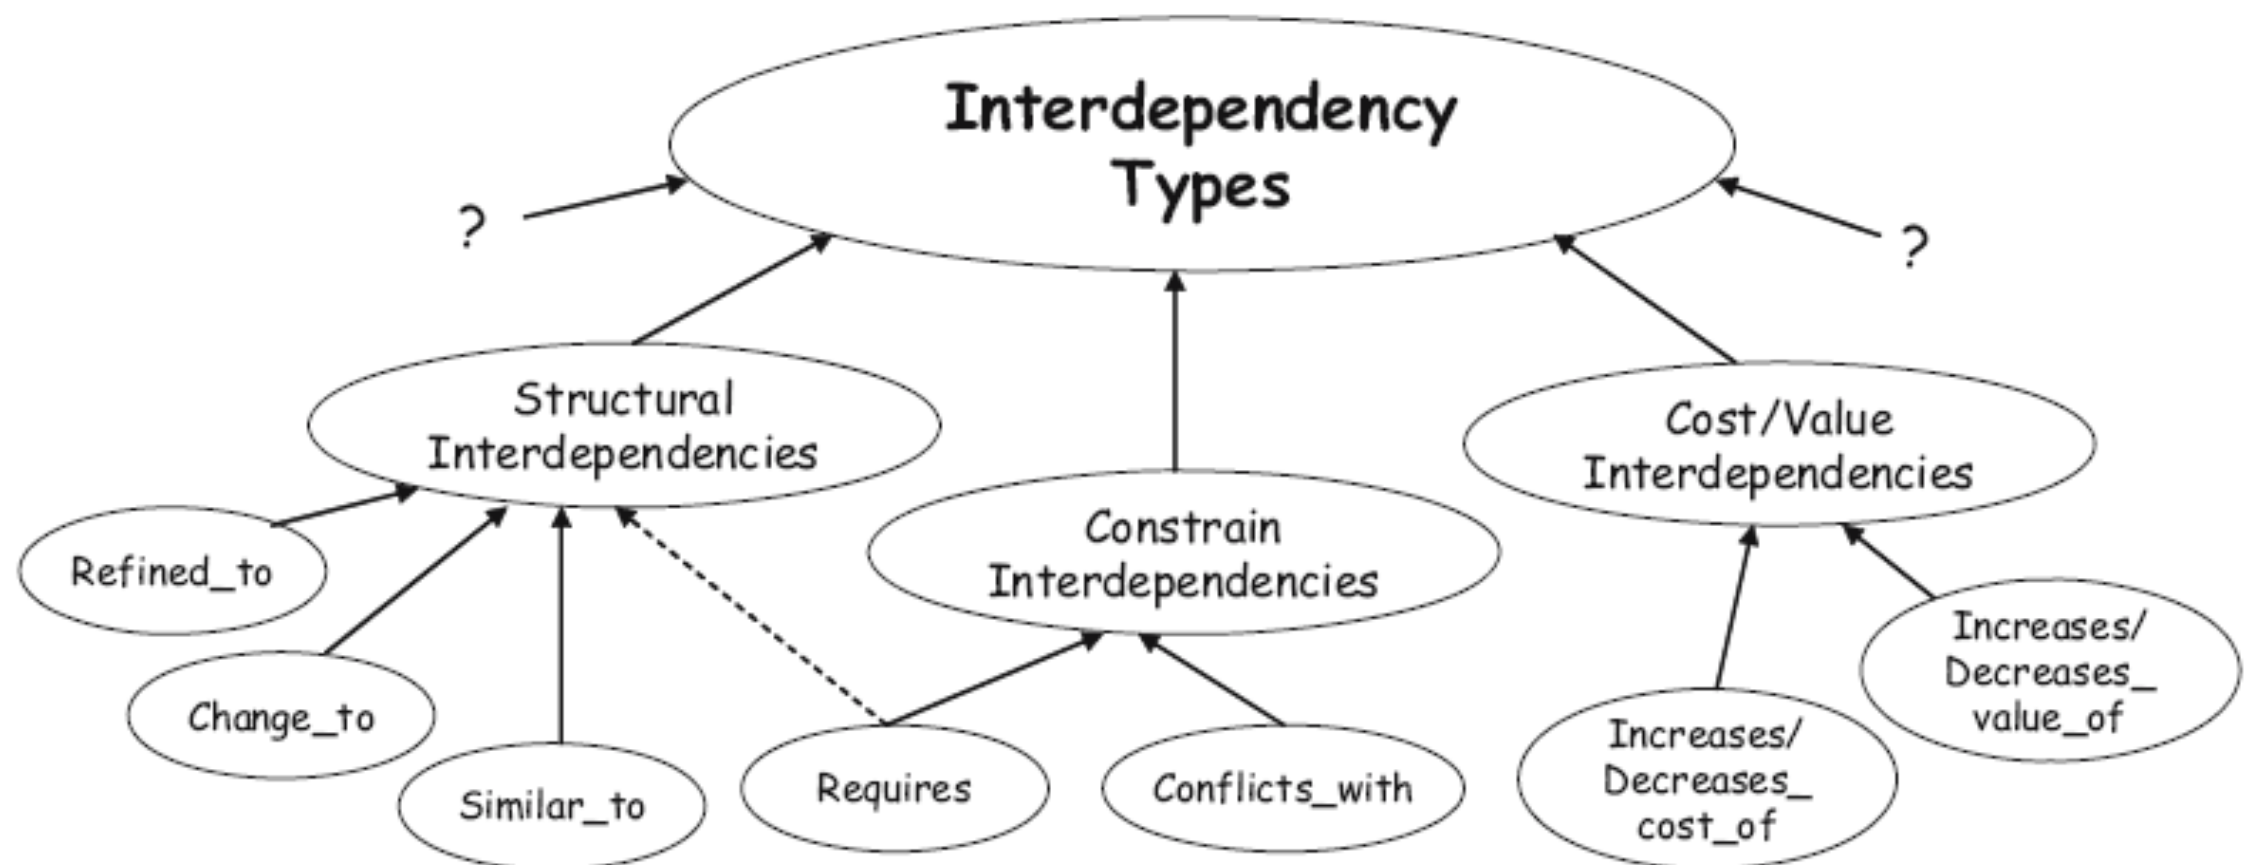 Interdependency
Types
?
?
Structural
Interdependencies
Cost/Value
Interdependencies
Constrain
Interdependencies
Refined_to
Change_to
Similar_to
Requires
Conflicts_with
Increases/
Decreases_
cost_of
Increases/
Decreases_
value_of